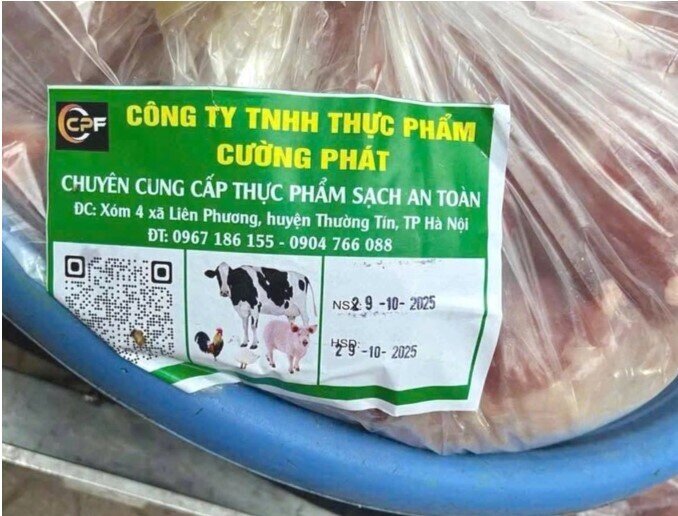 CPF
CÔNG TY TNHH THỰC PHẨM
CƯỜNG PHÁT
CHUYÊN CUNG CẤP THỰC PHẨM SẠCH AN TOÀN
ĐC: Xóm 4 xã Liên Phương, huyện Thường Tín, TP Hà Nội
ĐT: 0967 186 155 - 0904 766 088
NSX: 29 -10- 2025
HSD:
29 -10- 2025